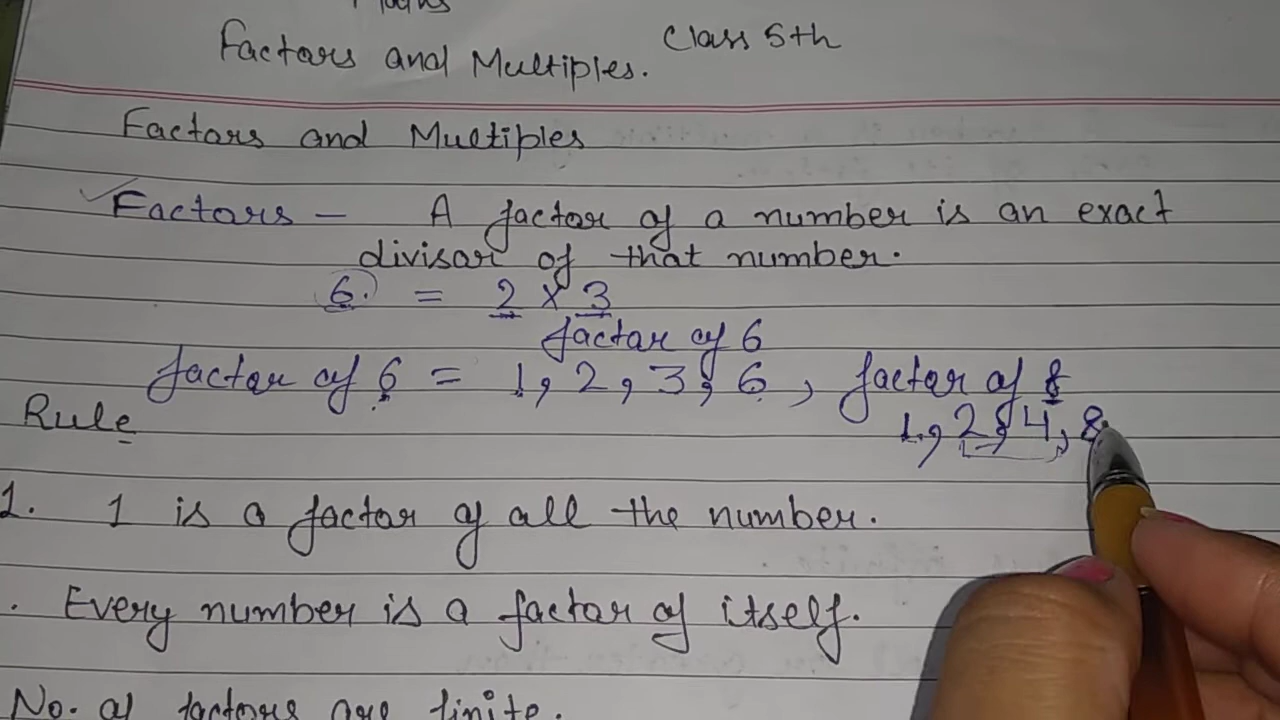 Maths
Factors and Multiples. Class 5th
Factors and Multiples
Factors – A factor of a number is an exact
divisor of that number.
6. = 2 × 3
factor of 6
factor of 6 = 1, 2, 3, 6, factor of 8
1, 2, 4, 8
Rule
1. 1 is a factor of all the number.
. Every number is a factor of itself.
No. of factors are finite.